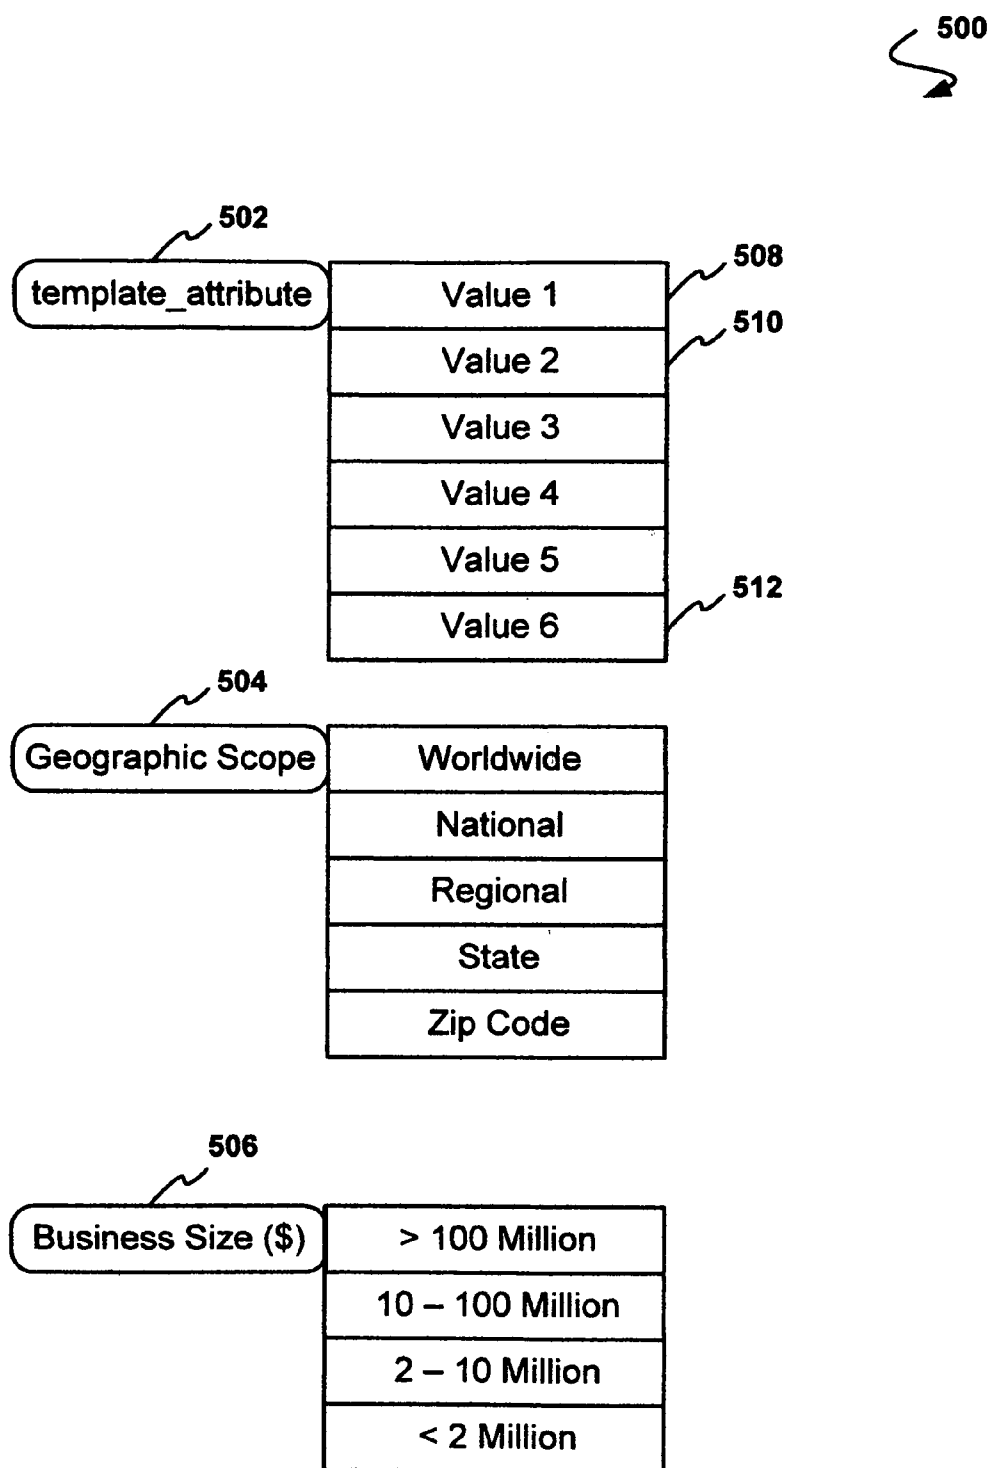 500
502
template_attribute
Value 1
508
Value 2
510
Value 3
Value 4
Value 5
Value 6
512
504
Geographic Scope
Worldwide
National
Regional
State
Zip Code
506
Business Size ($)
> 100 Million
10 – 100 Million
2 – 10 Million
< 2 Million